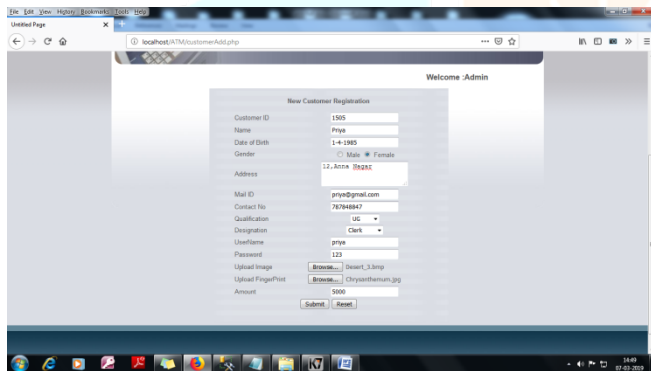 File Edit View History Bookmarks Tools Help
Untitled Page
localhost/ATM/customerAdd.php
Welcome :Admin
New Customer Registration
Customer ID 1505
Name Priya
Date of Birth 1-4-1985
Gender Male Female
Address 12,Anna Nagar
Mail ID priya@gmail.com
Contact No 787848847
Qualification UG
Designation Clerk
UserName priya
Password 123
Upload Image Browse... Desert_3.bmp
Upload FingerPrint Browse... Chrysanthemum.jpg
Amount 5000
Submit Reset
14:49
07-03-2019